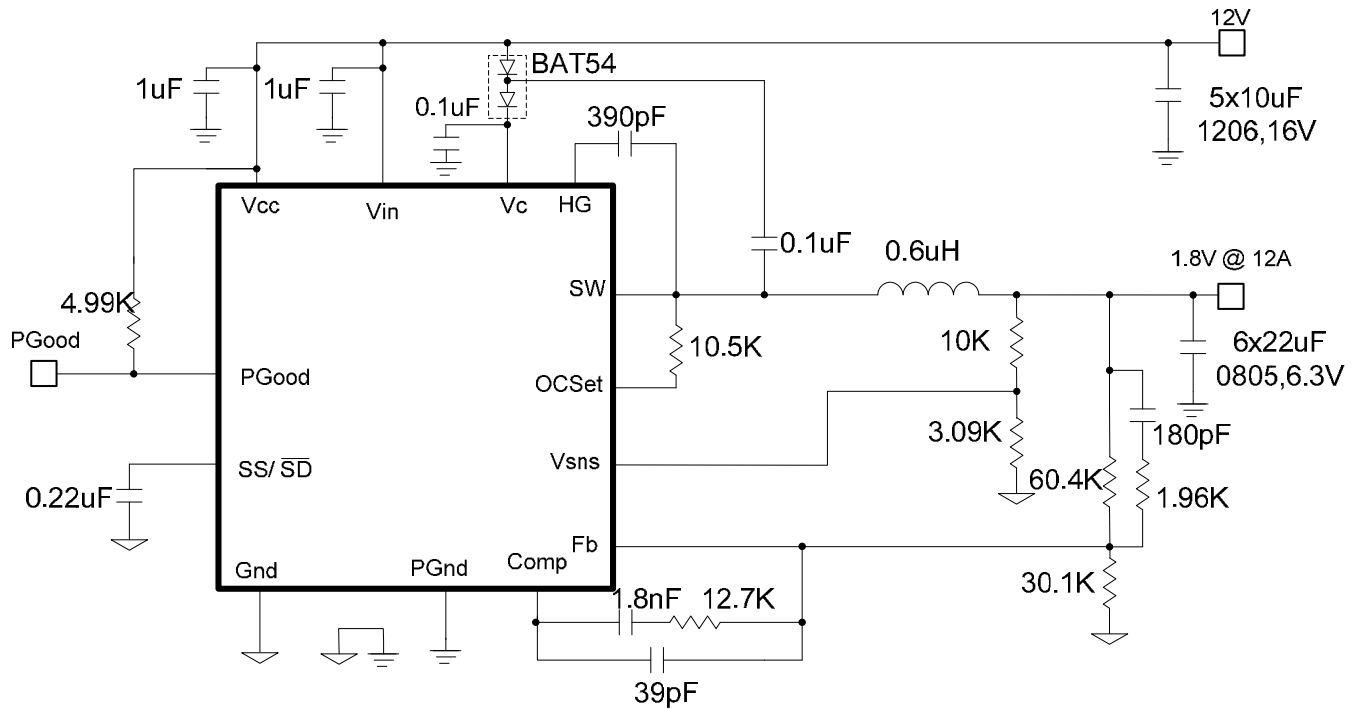 12V
BAT54
1uF
1uF
0.1uF
390pF
5x10uF
1206,16V
Vcc
Vin
Vc
HG
0.1uF
0.6uH
1.8V @ 12A
SW
4.99K
PGood
10.5K
10K
6x22uF
0805,6.3V
PGood
OCSet
3.09K
180pF
Vsns
SS/ SD
0.22uF
60.4K
1.96K
Fb
Comp
Gnd
PGnd
30.1K
1.8nF
12.7K
39pF